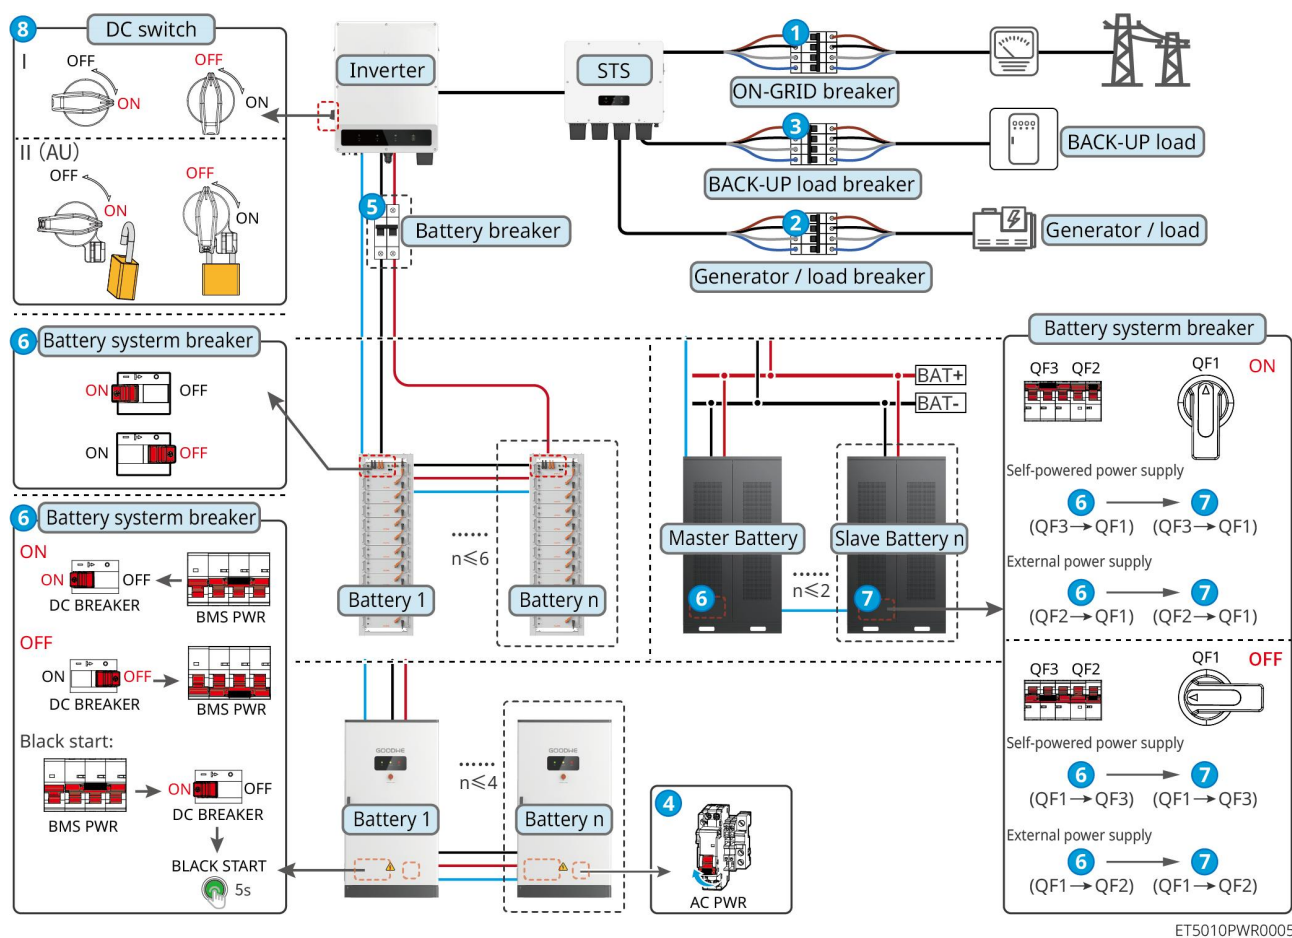 8
DC switch
I
OFF
ON
OFF
ON
II (AU)
OFF
ON
OFF
ON
Inverter
STS
1
ON-GRID breaker
3
BACK-UP load breaker
BACK-UP load
2
Generator / load breaker
Generator / load
5
Battery breaker
6
Battery systerm breaker
ON
OFF
ON
OFF
6
Battery systerm breaker
ON
ON
OFF
DC BREAKER
BMS PWR
OFF
ON
OFF
DC BREAKER
BMS PWR
Black start:
BMS PWR
ON
OFF
DC BREAKER
BLACK START
5s
Battery 1
......
n≤6
Battery n
BAT+
BAT-
Master Battery
6
......
n≤2
Slave Battery n
7
GOODWE
Battery 1
......
n≤4
GOODWE
Battery n
4
AC PWR
Battery systerm breaker
QF3 QF2
QF1
ON
Self-powered power supply
6 → 7
(QF3→QF1) (QF3→QF1)
External power supply
6 → 7
(QF2→QF1) (QF2→QF1)
QF3 QF2
QF1
OFF
Self-powered power supply
6 → 7
(QF1→QF3) (QF1→QF3)
External power supply
6 → 7
(QF1→QF2) (QF1→QF2)
ET5010PWR0005